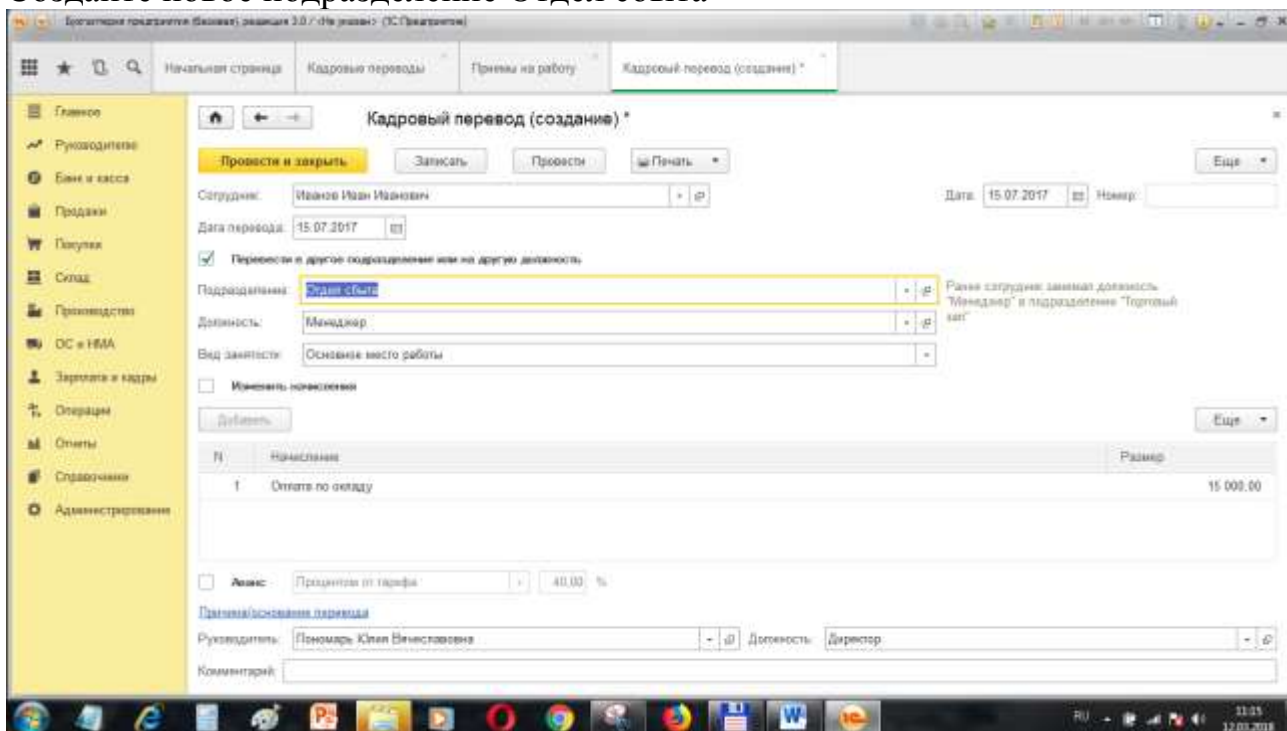 Создайте новое подразделение Отдел сбыта
Бухгалтерия предприятия (базовая), редакция 3.0 / (Не указан) (1С:Предприятие)
Начальная страница Кадровые переводы Приемы на работу Кадровый перевод (создание) *
Главное
Руководителю
Банк и касса
Продажи
Покупки
Склад
Производство
ОС и НМА
Зарплата и кадры
Операции
Отчеты
Справочники
Администрирование
Кадровый перевод (создание) *
Провести и закрыть Записать Провести Печать Еще
Сотрудник: Иванов Иван Иванович Дата: 15.07.2017 Номер:
Дата перевода: 15.07.2017
Перевести в другое подразделение или на другую должность
Подразделение: Отдел сбыта
Ранее сотрудник занимал должность
"Менеджер" в подразделении "Торговый
зал"
Должность: Менеджер
Вид занятости: Основное место работы
Изменить начисления
Добавить Еще
N Начисление Размер
1 Оплата по окладу 15 000,00
Аванс: Процентом от тарифа 40,00 %
Причина/основание перевода
Руководитель: Пономарь Юлия Вячеславовна Должность: Директор
Комментарий:
RU 11:15
12.03.2018